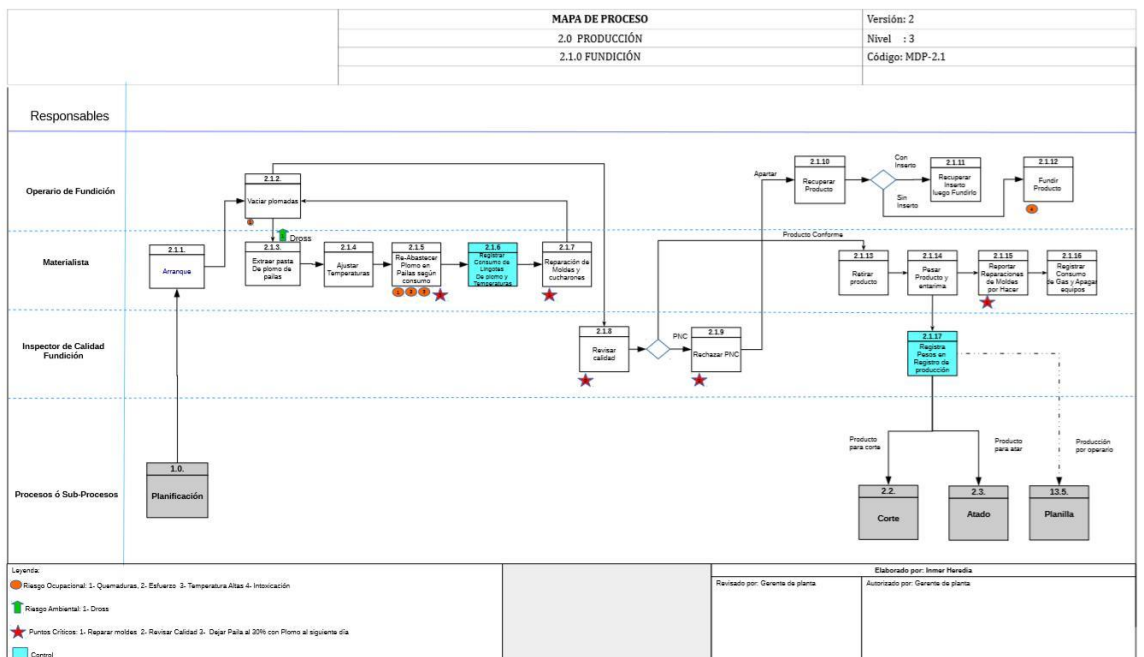 MAPA DE PROCESO
Versión: 2
2.0 PRODUCCIÓN
Nivel : 3
2.1.0 FUNDICIÓN
Código: MDP-2.1
Responsables
Operario de Fundición
2.1.2.
Vaciar plomadas
Apartar
2.1.10
Recuperar
Producto
Con
Inserto
Sin
Inserto
2.1.11
Recuperar
Inserto
luego Fundirlo
2.1.12
Fundir
Producto
Materialista
2.1.1.
Arranque
Dross
2.1.3.
Extraer pasta
De plomo de
pailas
2.1.4
Ajustar
Temperaturas
2.1.5
Re-Abastecer
Plomo en
Pailas según
consumo
2.1.6
Registrar
Consumo de
Lingotes
De plomo y
Temperaturas
2.1.7
Reparación de
Moldes y
cucharones
Producto Conforme
2.1.13
Retirar
producto
2.1.14
Pesar
Producto y
entarima
2.1.15
Reportar
Reparaciones
de Moldes
por Hacer
2.1.16
Registrar
Consumo
de Gas y Apagar
equipos
Inspector de Calidad
Fundición
2.1.8
Revisar
calidad
PNC
2.1.9
Rechazar PNC
2.1.17
Registra
Pesos en
Registro de
producción
Procesos ó Sub-Procesos
1.0.
Planificación
Producto
para corte
Producto
para atar
Producción
por operario
2.2.
Corte
2.3.
Atado
13.5.
Planilla
Leyenda:
Riesgo Ocupacional: 1- Quemaduras, 2- Esfuerzo 3- Temperatura Altas 4- Intoxicación
Riesgo Ambiental: 1- Dross
Puntos Críticos: 1- Reparar moldes 2- Revisar Calidad 3- Dejar Paila al 30% con Plomo al siguiente día
Control
Elaborado por: Inmer Heredia
Revisado por: Gerente de planta
Autorizado por: Gerente de planta